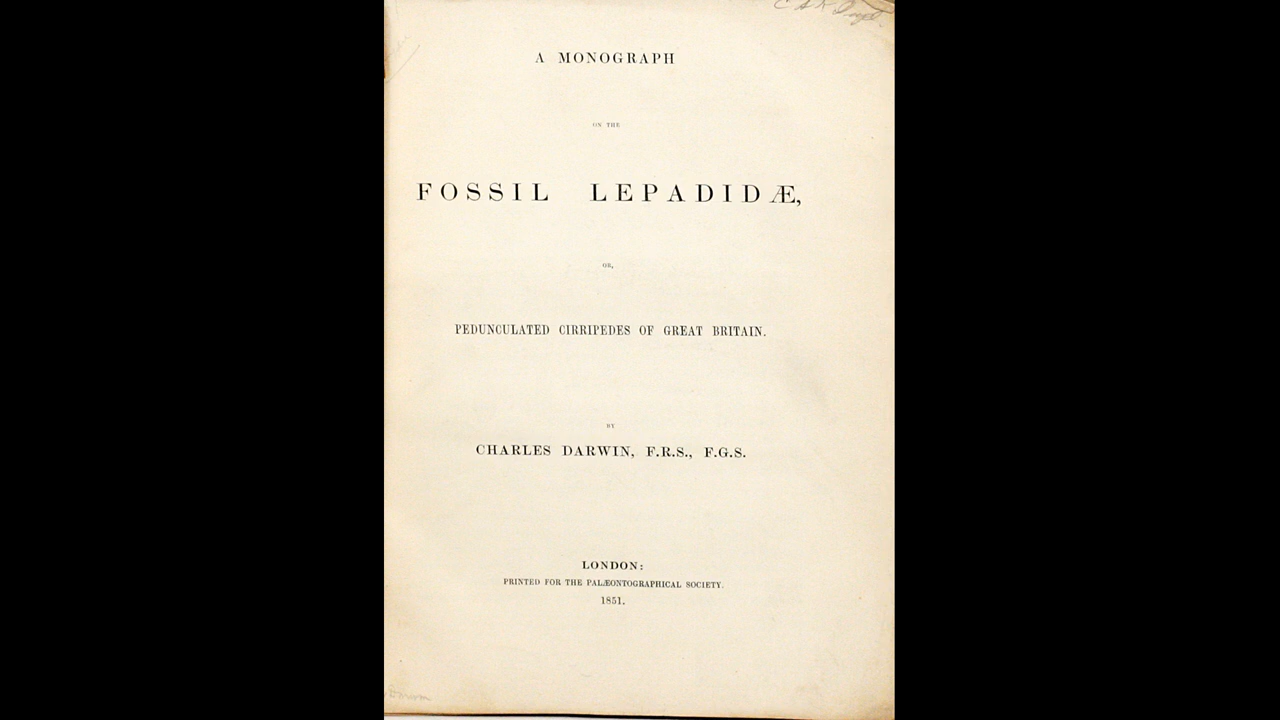 A MONOGRAPH
ON THE
FOSSIL LEPADIDÆ,
OR,
PEDUNCULATED CIRRIPEDES OF GREAT BRITAIN.
BY
CHARLES DARWIN, F.R.S., F.G.S.
LONDON:
PRINTED FOR THE PALÆONTOGRAPHICAL SOCIETY.
1851.